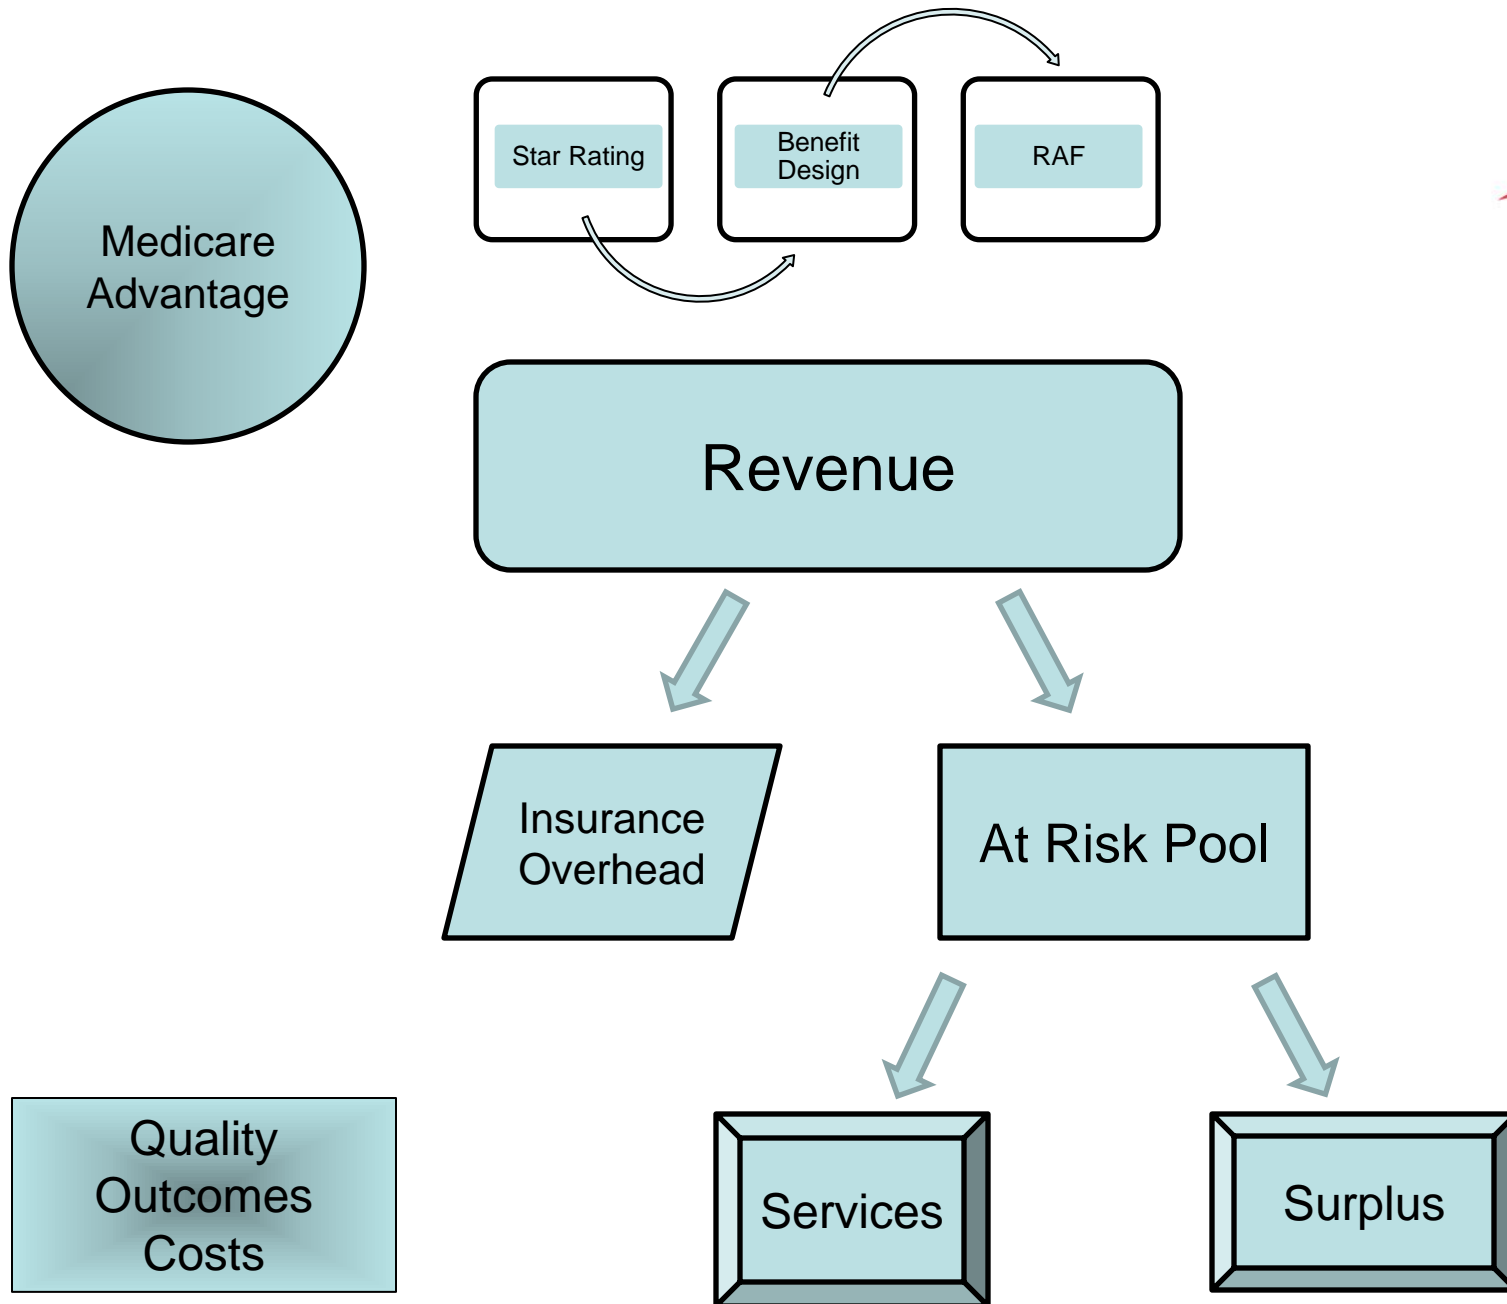 Medicare
Advantage
Star Rating
Benefit
Design
RAF
Revenue
Insurance
Overhead
At Risk Pool
Quality
Outcomes
Costs
Services
Surplus